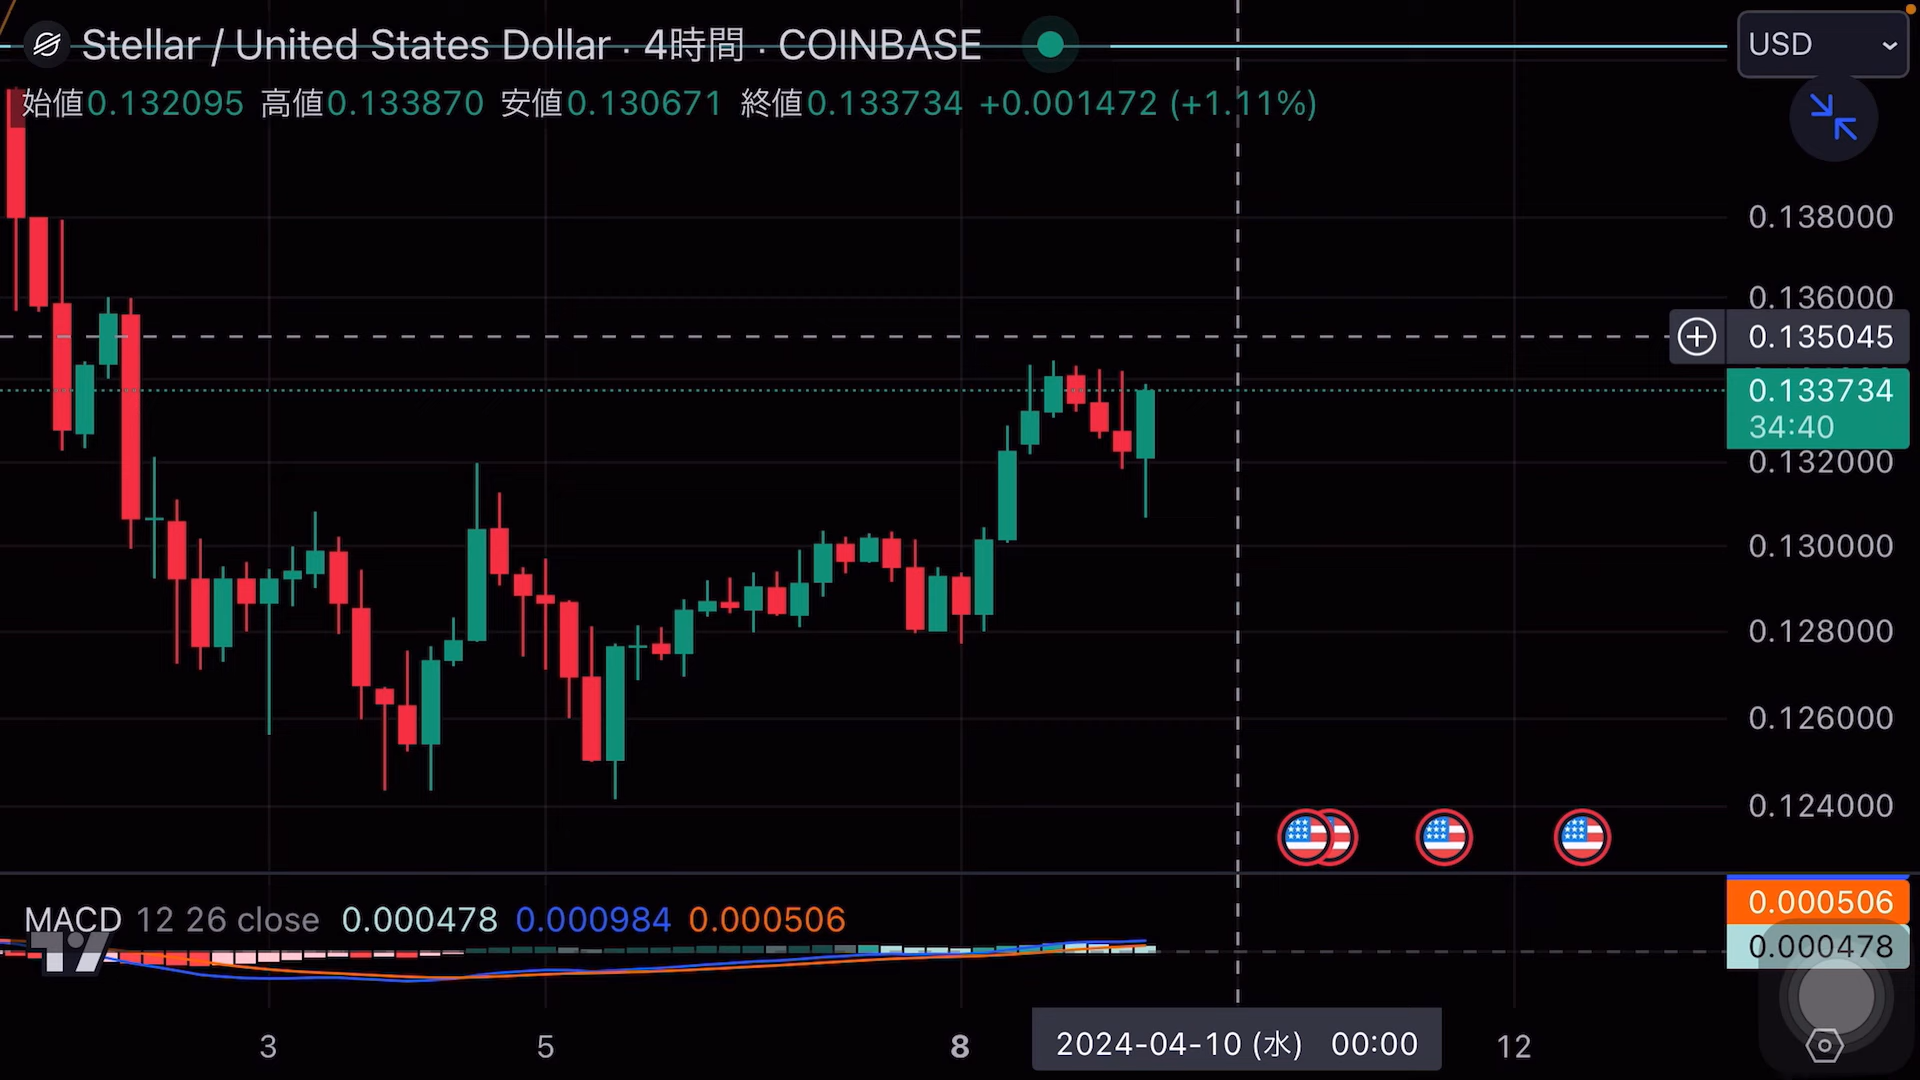 Stellar / United States Dollar · 4時間 · COINBASE
USD
始値0.132095 高値0.133870 安値0.130671 終値0.133734 +0.001472 (+1.11%)
0.138000
0.136000
0.135045
0.133734
34:40
0.132000
0.130000
0.128000
0.126000
0.124000
MACD 12 26 close 0.000478 0.000984 0.000506
0.000506
0.000478
3 5 8 2024-04-10 (水) 00:00 12